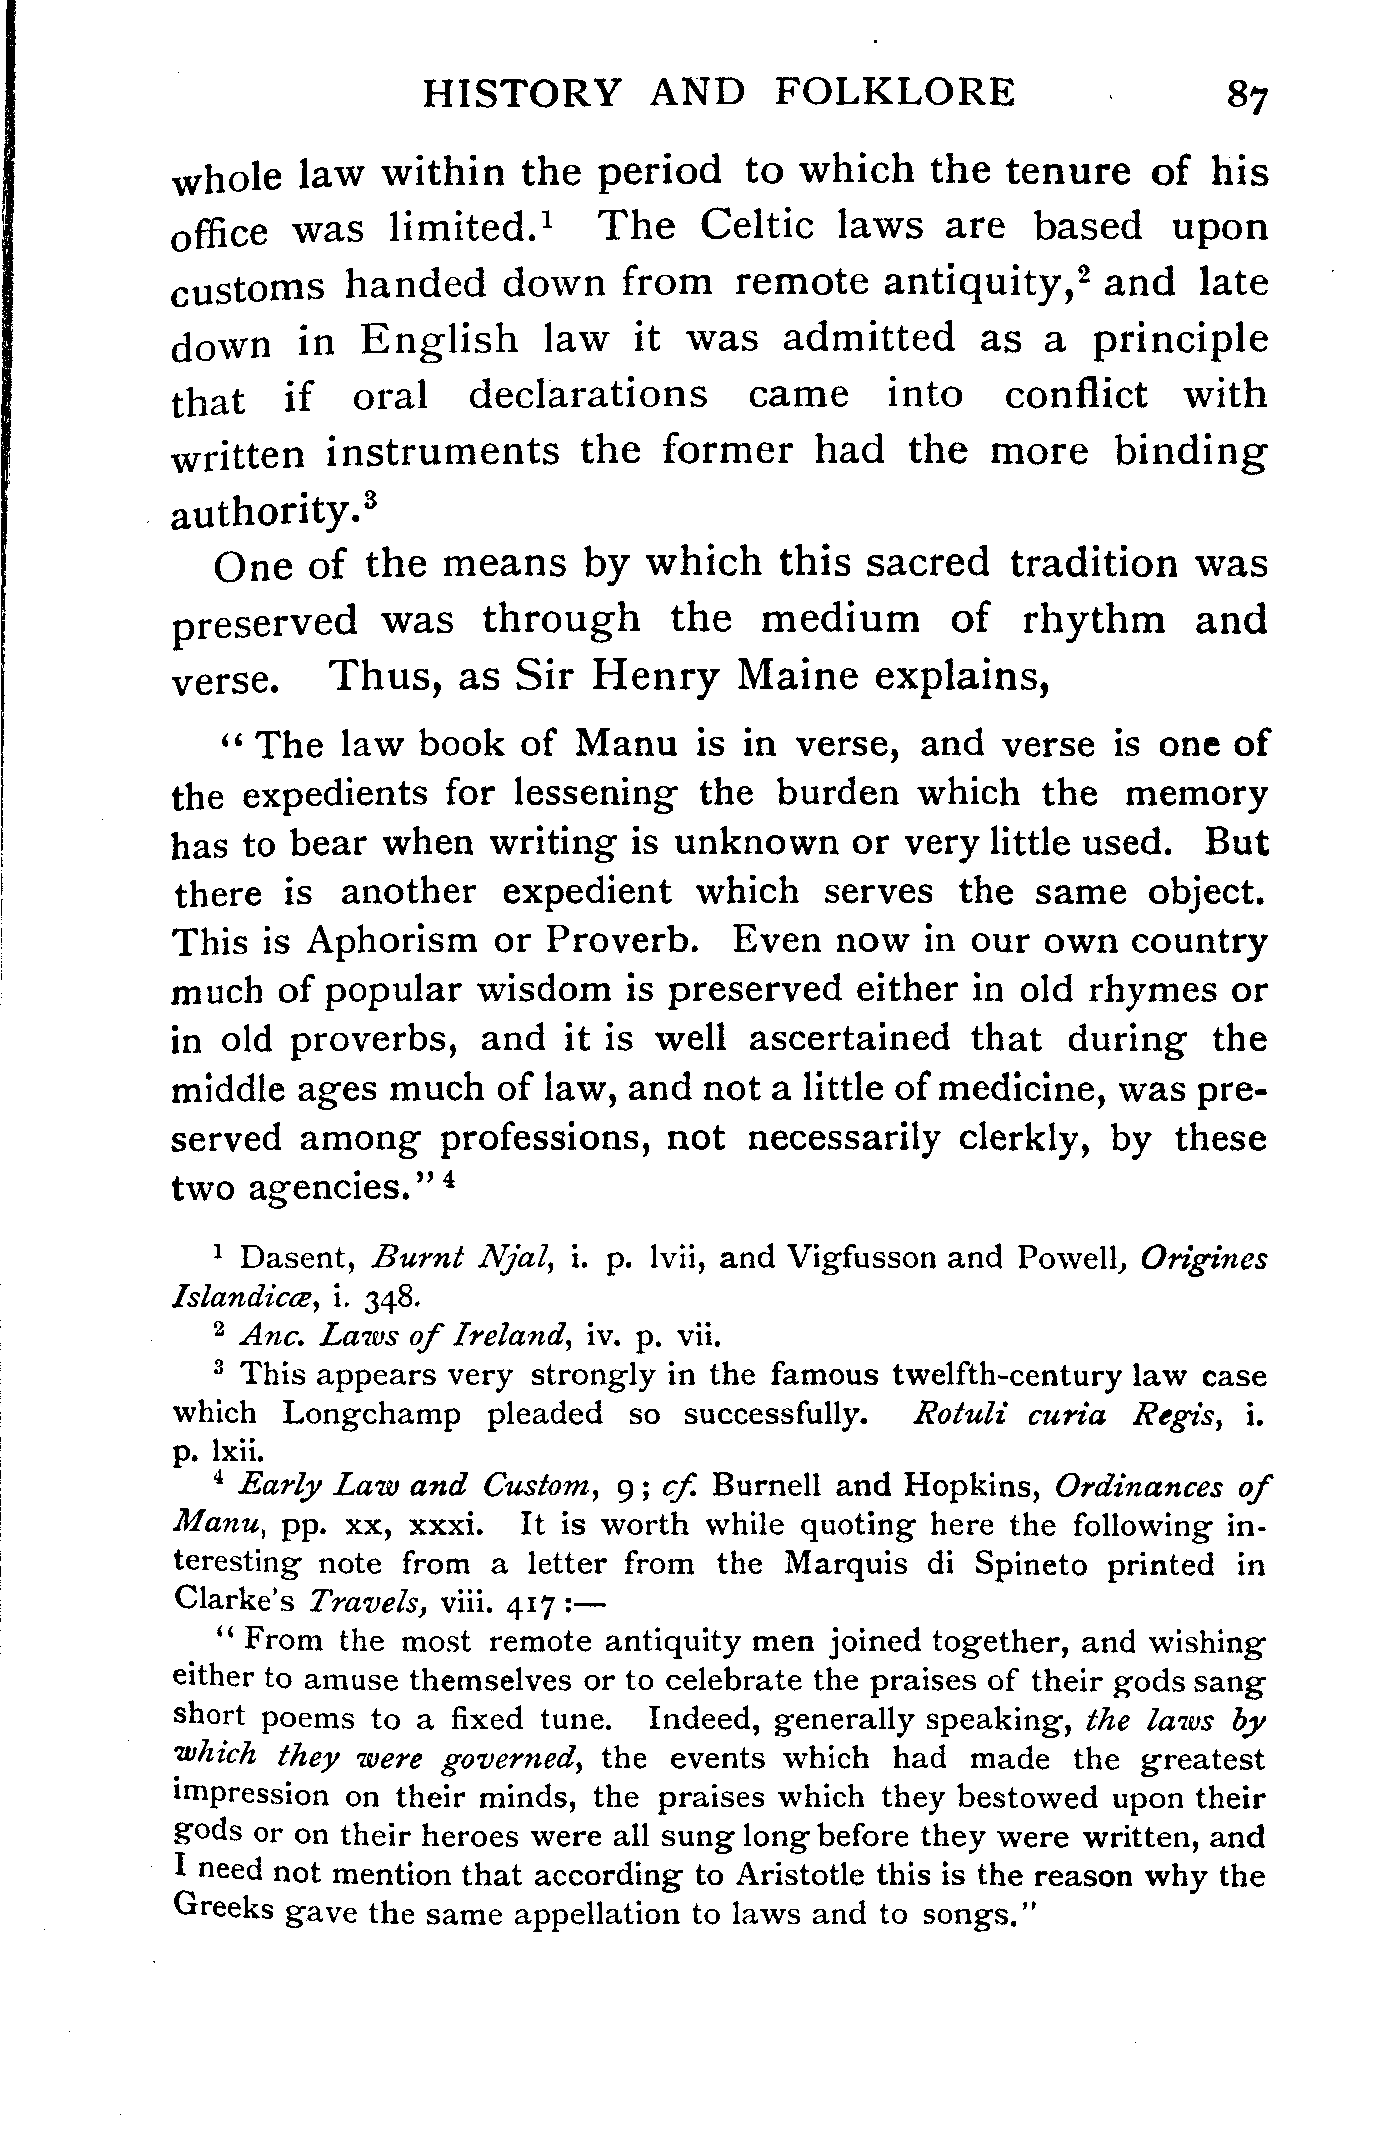 HISTORY AND FOLKLORE 87
whole law within the period to which the tenure of his
office was limited.¹ The Celtic laws are based upon
customs handed down from remote antiquity,² and late
down in English law it was admitted as a principle
that if oral declarations came into conflict with
written instruments the former had the more binding
authority.³
One of the means by which this sacred tradition was
preserved was through the medium of rhythm and
verse. Thus, as Sir Henry Maine explains,
“ The law book of Manu is in verse, and verse is one of
the expedients for lessening the burden which the memory
has to bear when writing is unknown or very little used. But
there is another expedient which serves the same object.
This is Aphorism or Proverb. Even now in our own country
much of popular wisdom is preserved either in old rhymes or
in old proverbs, and it is well ascertained that during the
middle ages much of law, and not a little of medicine, was pre-
served among professions, not necessarily clerkly, by these
two agencies.” ⁴
¹ Dasent, Burnt Njal, i. p. lvii, and Vigfusson and Powell, Origines
Islandicæ, i. 348.
² Anc. Laws of Ireland, iv. p. vii.
³ This appears very strongly in the famous twelfth-century law case
which Longchamp pleaded so successfully. Rotuli curia Regis, i.
p. lxii.
⁴ Early Law and Custom, 9 ; cf. Burnell and Hopkins, Ordinances of
Manu, pp. xx, xxxi. It is worth while quoting here the following in-
teresting note from a letter from the Marquis di Spineto printed in
Clarke's Travels, viii. 417 :—
“ From the most remote antiquity men joined together, and wishing
either to amuse themselves or to celebrate the praises of their gods sang
short poems to a fixed tune. Indeed, generally speaking, the laws by
which they were governed, the events which had made the greatest
impression on their minds, the praises which they bestowed upon their
gods or on their heroes were all sung long before they were written, and
I need not mention that according to Aristotle this is the reason why the
Greeks gave the same appellation to laws and to songs.”